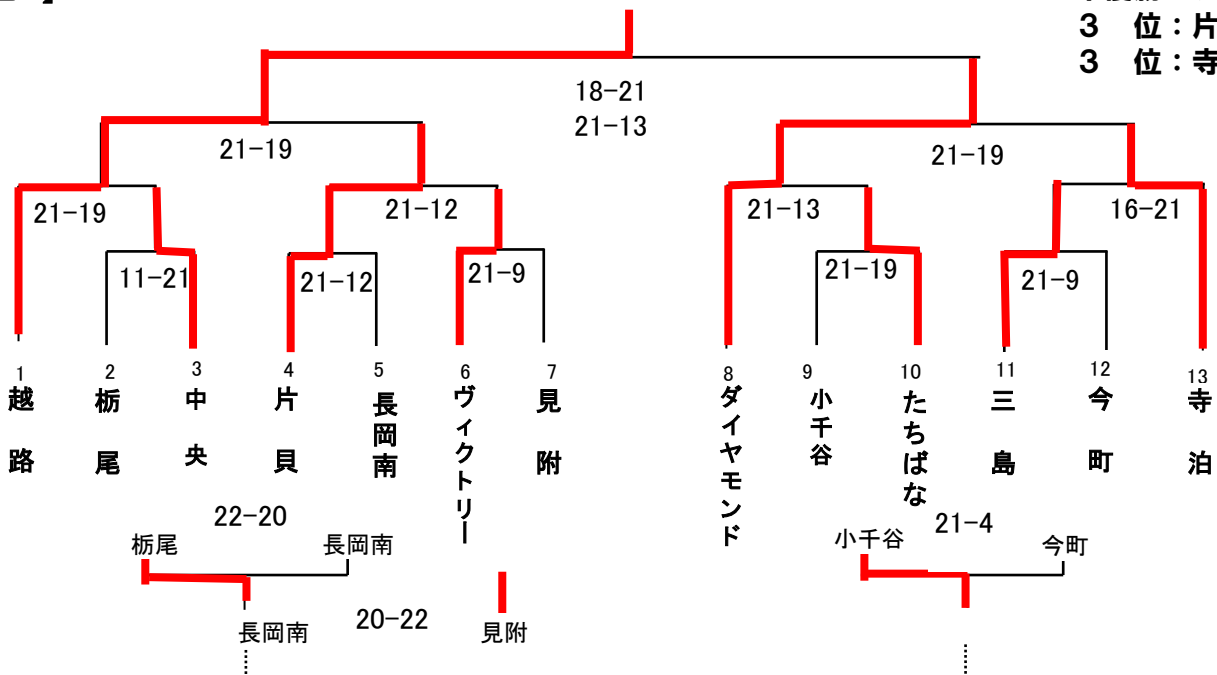 3 位：片
3 位：寺
18-21
21-13
21-19
21-19
21-19
21-12
21-13
16-21
11-21
21-12
21-9
21-19
21-9
1 越路
2 栃尾
3 中央
4 片貝
5 長岡南
6 ヴィクトリー
7 見附
8 ダイヤモンド
9 小千谷
10 たちばな
11 三島
12 今町
13 寺泊
22-20
栃尾
長岡南
長岡南
20-22
見附
21-4
小千谷
今町